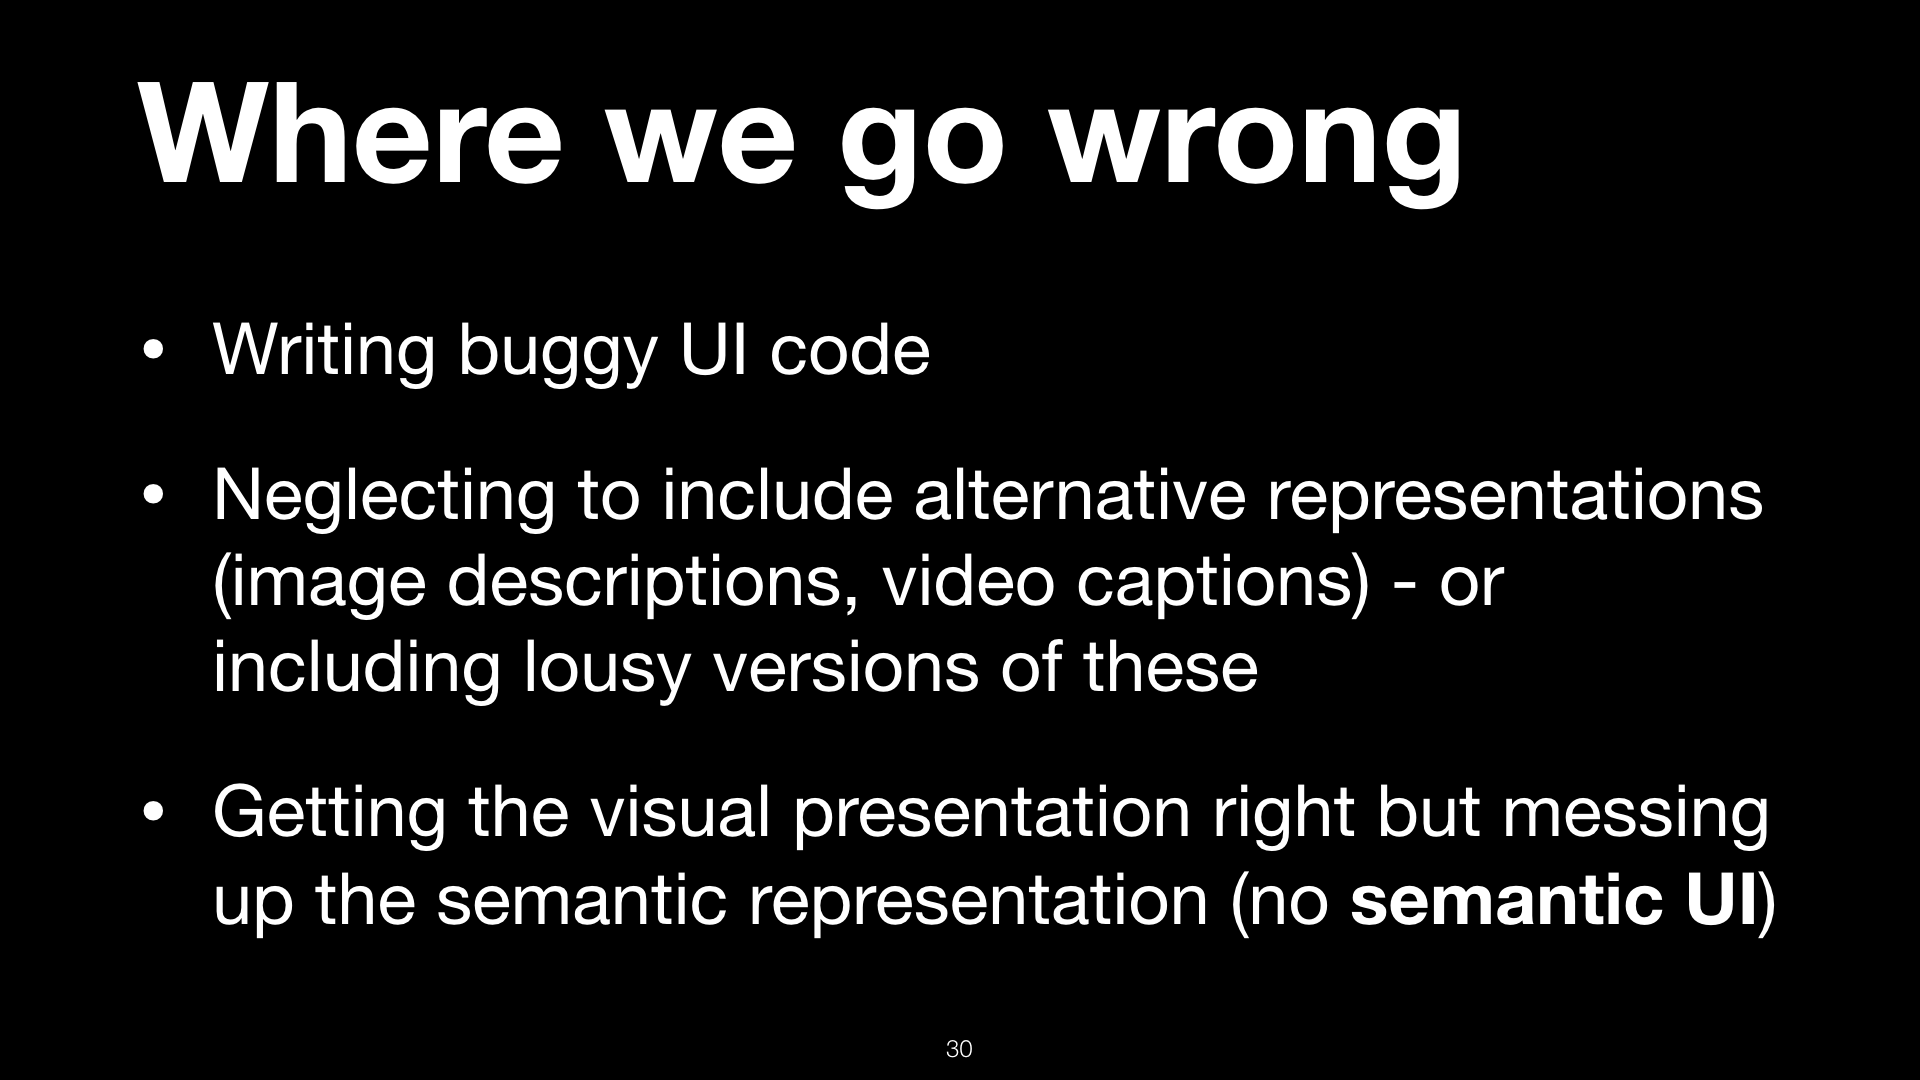 Where we go wrong
• Writing buggy UI code
• Neglecting to include alternative representations
(image descriptions, video captions) - or
including lousy versions of these
• Getting the visual presentation right but messing
up the semantic representation (no semantic UI)
30